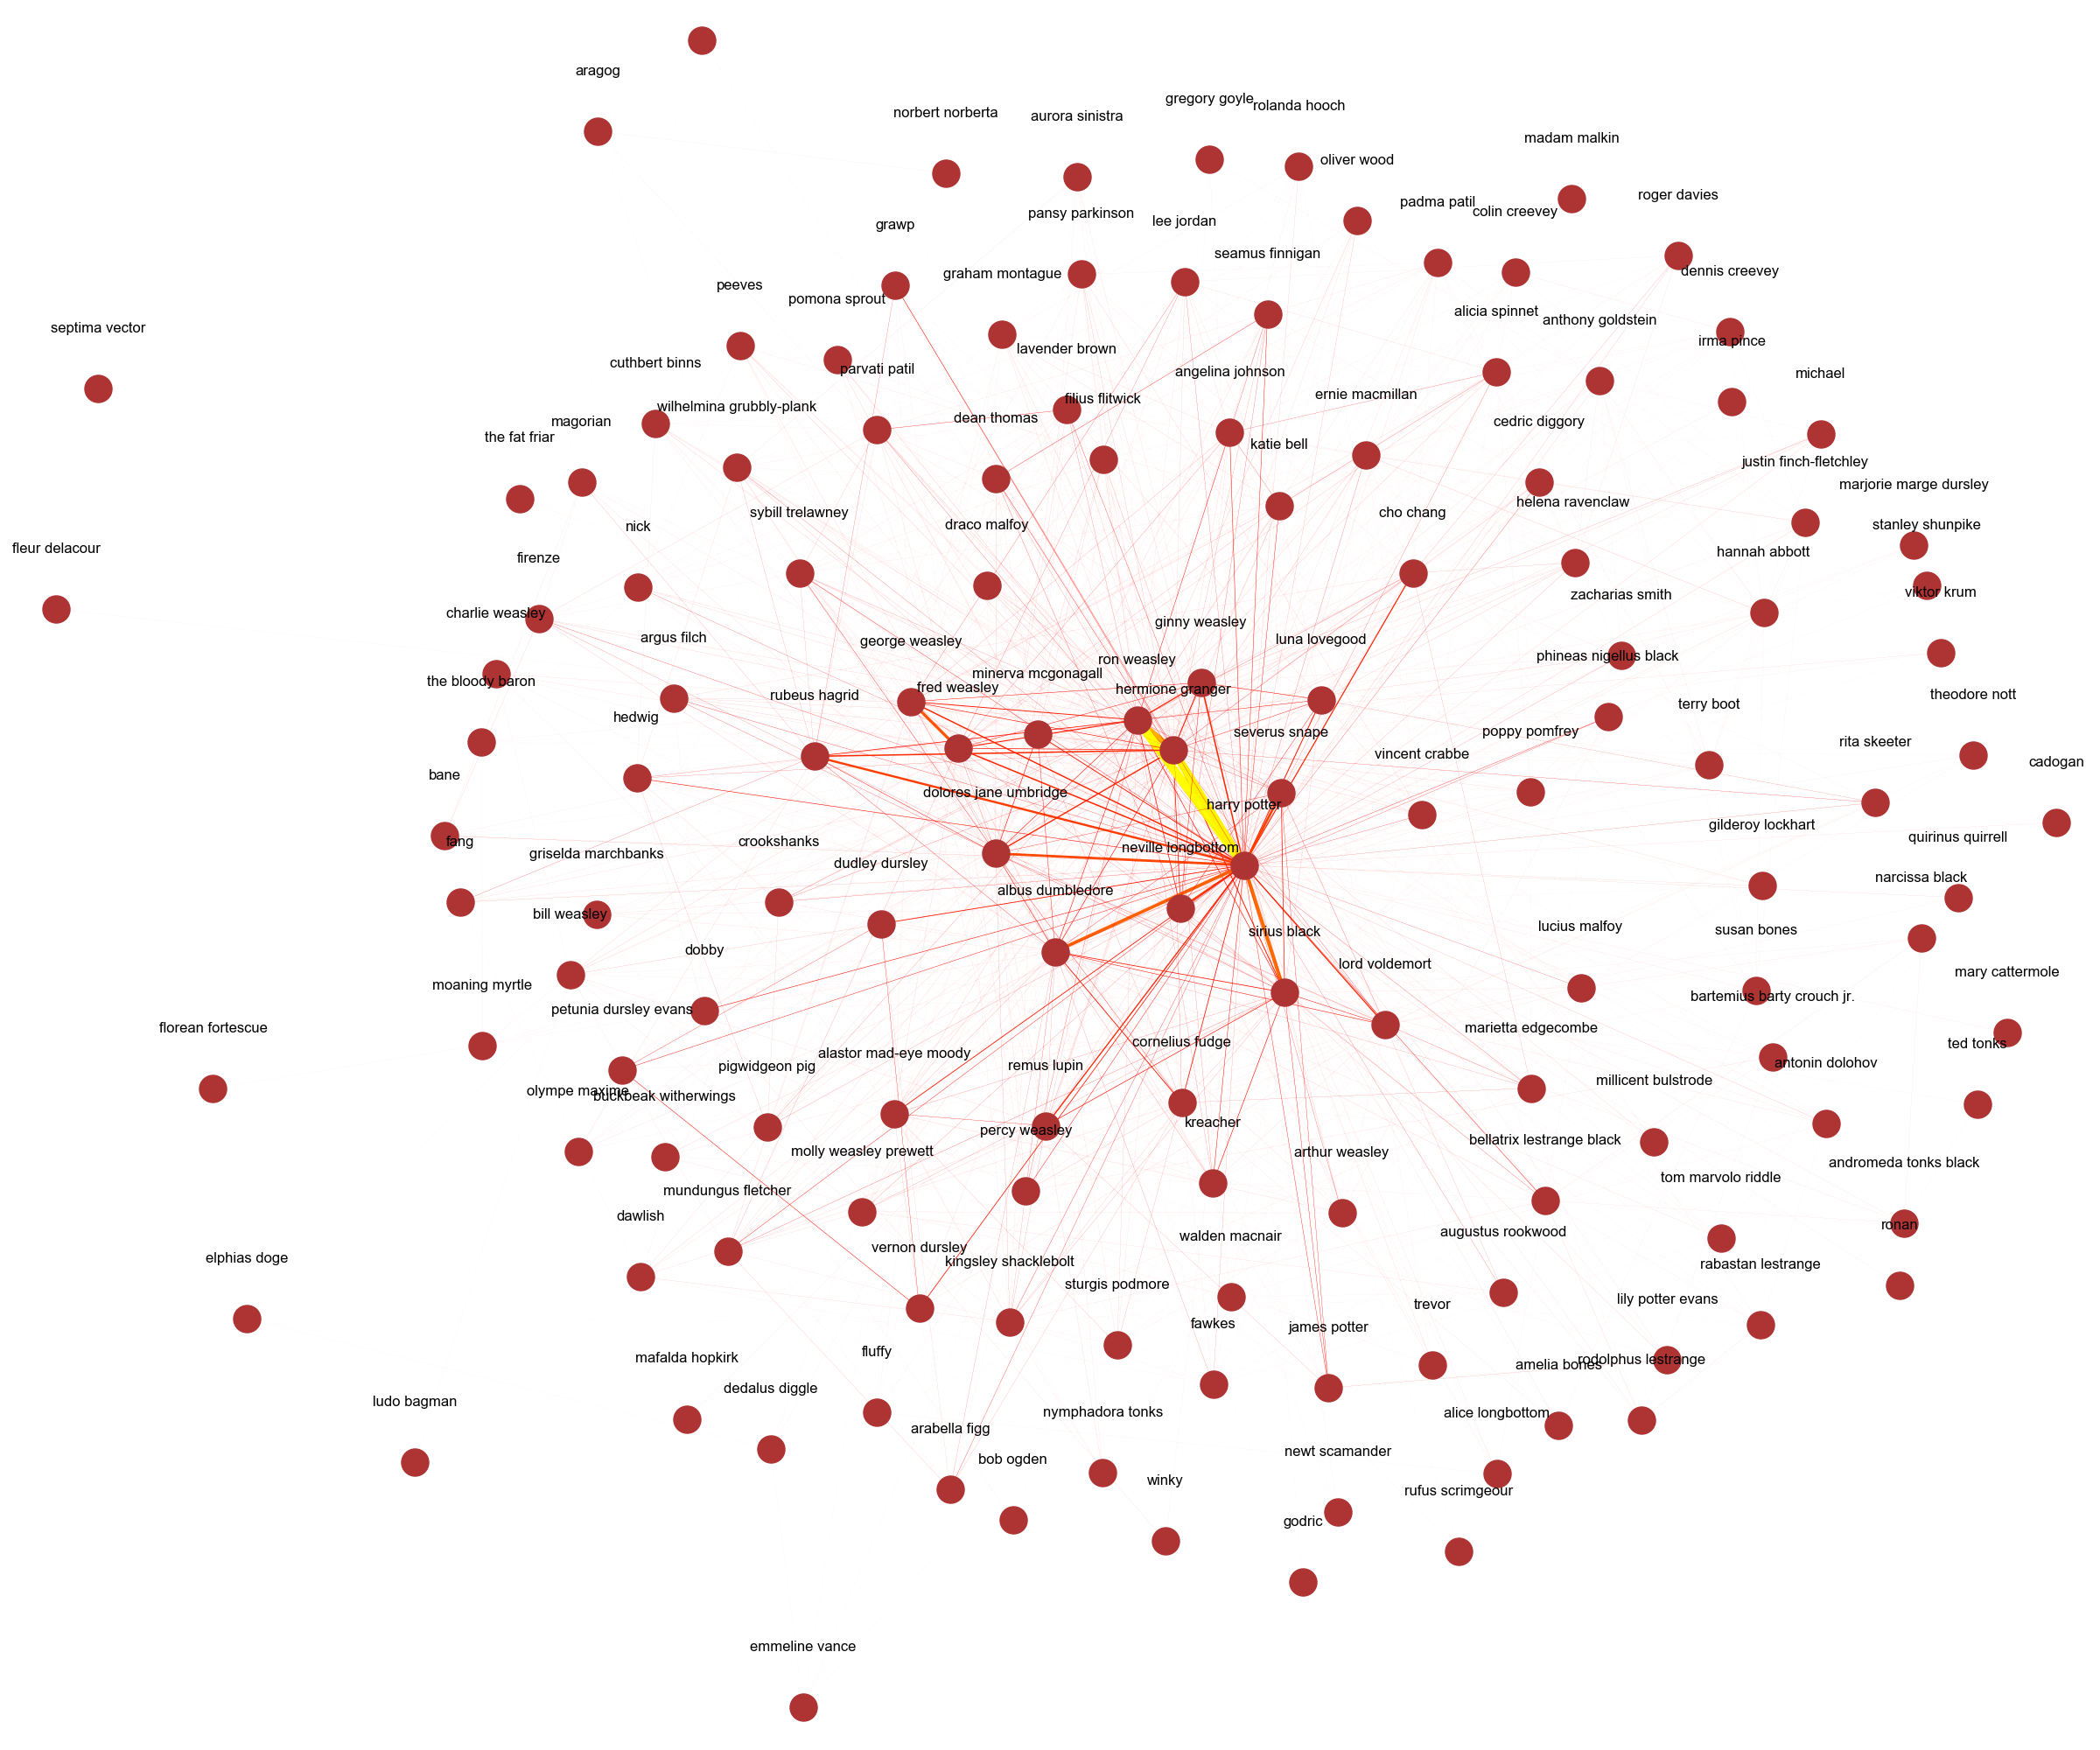 aragog
gregory goyle
rolanda hooch
norbert norberta
aurora sinistra
madam malkin
oliver wood
roger davies
padma patil
colin creevey
pansy parkinson
lee jordan
grawp
seamus finnigan
dennis creevey
graham montague
peeves
pomona sprout
alicia spinnet
anthony goldstein
septima vector
irma pince
lavender brown
cuthbert binns
parvati patil
angelina johnson
michael
ernie macmillan
filius flitwick
wilhelmina grubbly-plank
dean thomas
magorian
cedric diggory
the fat friar
katie bell
justin finch-fletchley
marjorie marge dursley
helena ravenclaw
sybill trelawney
cho chang
nick
draco malfoy
stanley shunpike
fleur delacour
hannah abbott
firenze
viktor krum
zacharias smith
charlie weasley
ginny weasley
argus filch
george weasley
luna lovegood
ron weasley
phineas nigellus black
minerva mcgonagall
the bloody baron
fred weasley
hermione granger
rubeus hagrid
theodore nott
terry boot
hedwig
severus snape
poppy pomfrey
rita skeeter
vincent crabbe
cadogan
bane
dolores jane umbridge
harry potter
gilderoy lockhart
quirinus quirrell
fang
crookshanks
neville longbottom
griselda marchbanks
dudley dursley
narcissa black
albus dumbledore
bill weasley
lucius malfoy
sirius black
susan bones
dobby
lord voldemort
mary cattermole
moaning myrtle
bartemius barty crouch jr.
petunia dursley evans
florean fortescue
marietta edgecombe
cornelius fudge
ted tonks
alastor mad-eye moody
antonin dolohov
pigwidgeon pig
remus lupin
millicent bulstrode
olympe maxime
buckbeak witherwings
kreacher
percy weasley
bellatrix lestrange black
molly weasley prewett
arthur weasley
andromeda tonks black
tom marvolo riddle
mundungus fletcher
dawlish
ronan
augustus rookwood
walden macnair
vernon dursley
elphias doge
kingsley shacklebolt
rabastan lestrange
sturgis podmore
lily potter evans
trevor
fawkes
james potter
fluffy
mafalda hopkirk
rodolphus lestrange
amelia bones
dedalus diggle
ludo bagman
nymphadora tonks
alice longbottom
arabella figg
newt scamander
bob ogden
winky
rufus scrimgeour
godric
emmeline vance